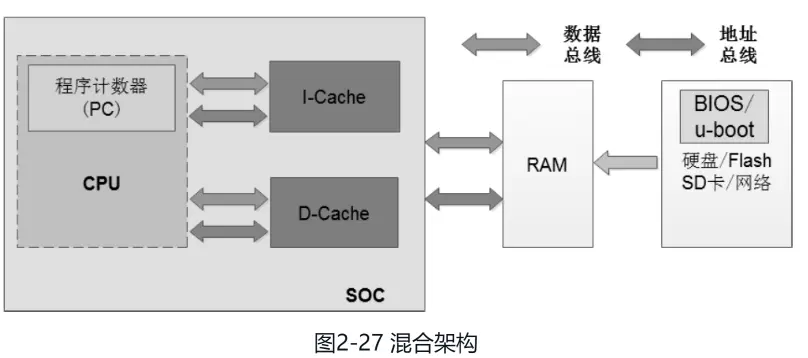 数据
总线
地址
总线
程序计数器
(PC)
CPU
I-Cache
D-Cache
SOC
RAM
BIOS/
u-boot
硬盘/Flash
SD卡/网络
图2-27 混合架构